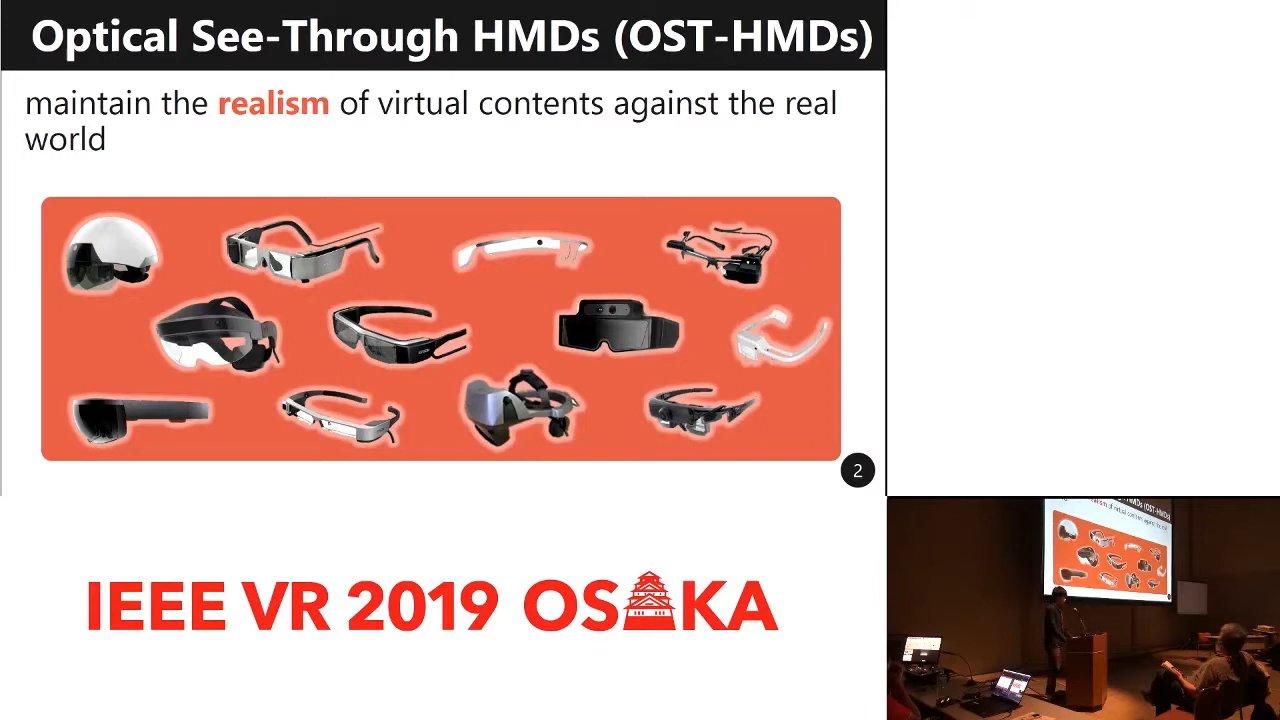 Optical See-Through HMDs (OST-HMDs)
maintain the realism of virtual contents against the real
world
2
IEEE VR 2019 OSAKA